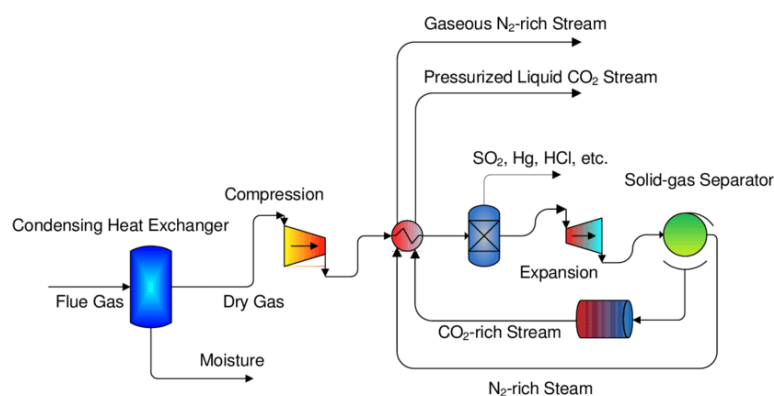 Gaseous N₂-rich Stream
Pressurized Liquid CO₂ Stream
SO₂, Hg, HCl, etc.
Solid-gas Separator
Compression
Condensing Heat Exchanger
Expansion
Flue Gas
Dry Gas
CO₂-rich Stream
Moisture
N₂-rich Steam